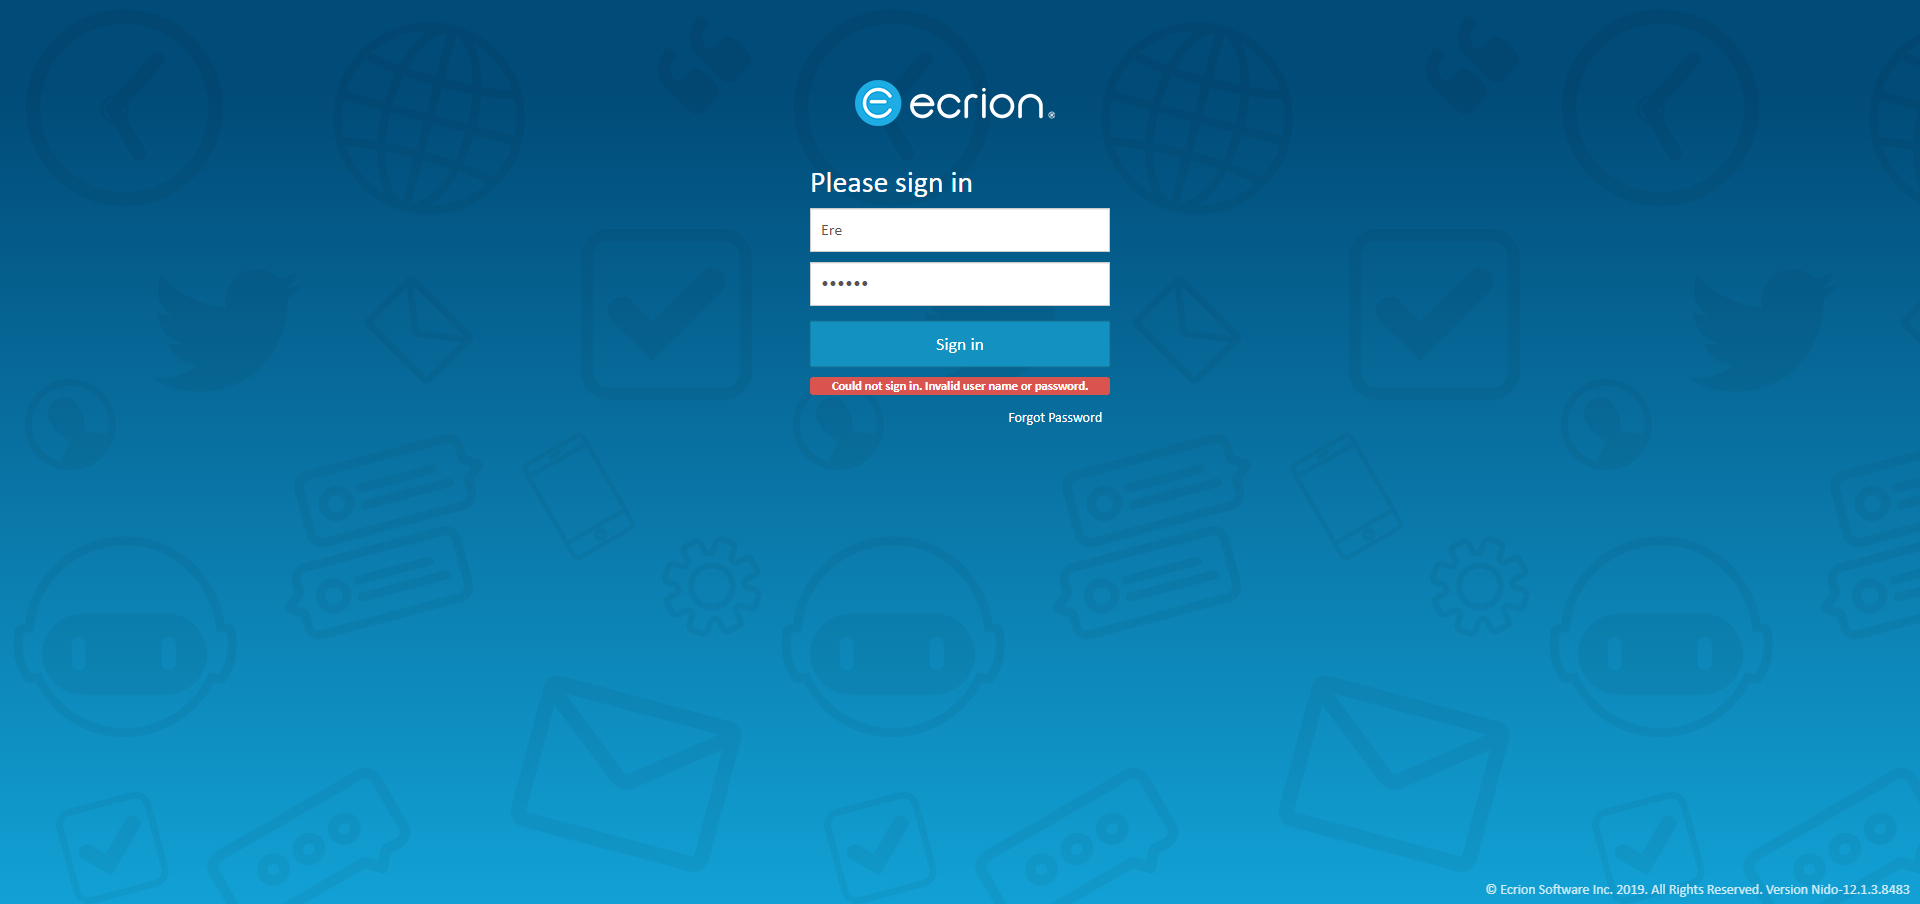 ecrion®
Please sign in
Ere
••••••
Sign in
Could not sign in. Invalid user name or password.
Forgot Password
© Ecrion Software Inc. 2019. All Rights Reserved. Version Nido-12.1.3.8483